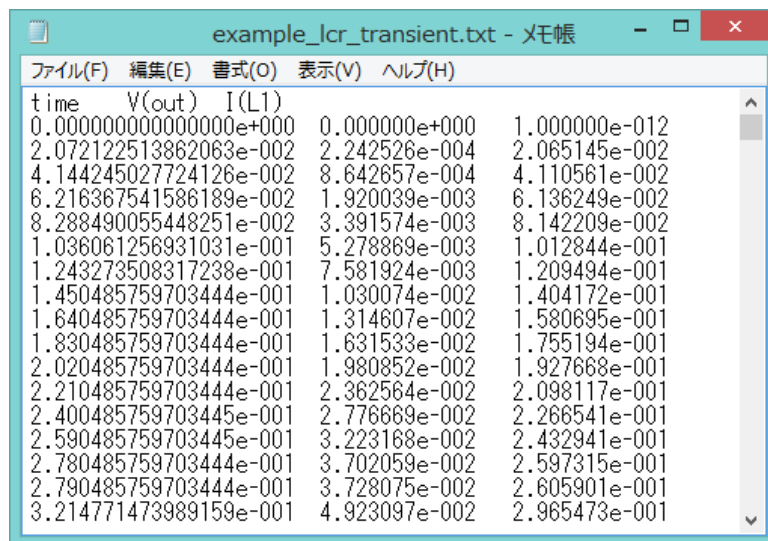 example_lcr_transient.txt - メモ帳
ファイル(F) 編集(E) 書式(O) 表示(V) ヘルプ(H)
time V(out) I(L1)
0.000000000000000e+000 0.000000e+000 1.000000e-012
2.072122513862063e-002 2.242526e-004 2.065145e-002
4.144245027724126e-002 8.642657e-004 4.110561e-002
6.216367541586189e-002 1.920039e-003 6.136249e-002
8.288490055448251e-002 3.391574e-003 8.142209e-002
1.036061256931031e-001 5.278869e-003 1.012844e-001
1.243273508317238e-001 7.581924e-003 1.209494e-001
1.450485759703444e-001 1.030074e-002 1.404172e-001
1.640485759703444e-001 1.314607e-002 1.580695e-001
1.830485759703444e-001 1.631533e-002 1.755194e-001
2.020485759703444e-001 1.980852e-002 1.927668e-001
2.210485759703444e-001 2.362564e-002 2.098117e-001
2.400485759703445e-001 2.776669e-002 2.266541e-001
2.590485759703445e-001 3.223168e-002 2.432941e-001
2.780485759703444e-001 3.702059e-002 2.597315e-001
2.790485759703444e-001 3.728075e-002 2.605901e-001
3.214771473989159e-001 4.923097e-002 2.965473e-001